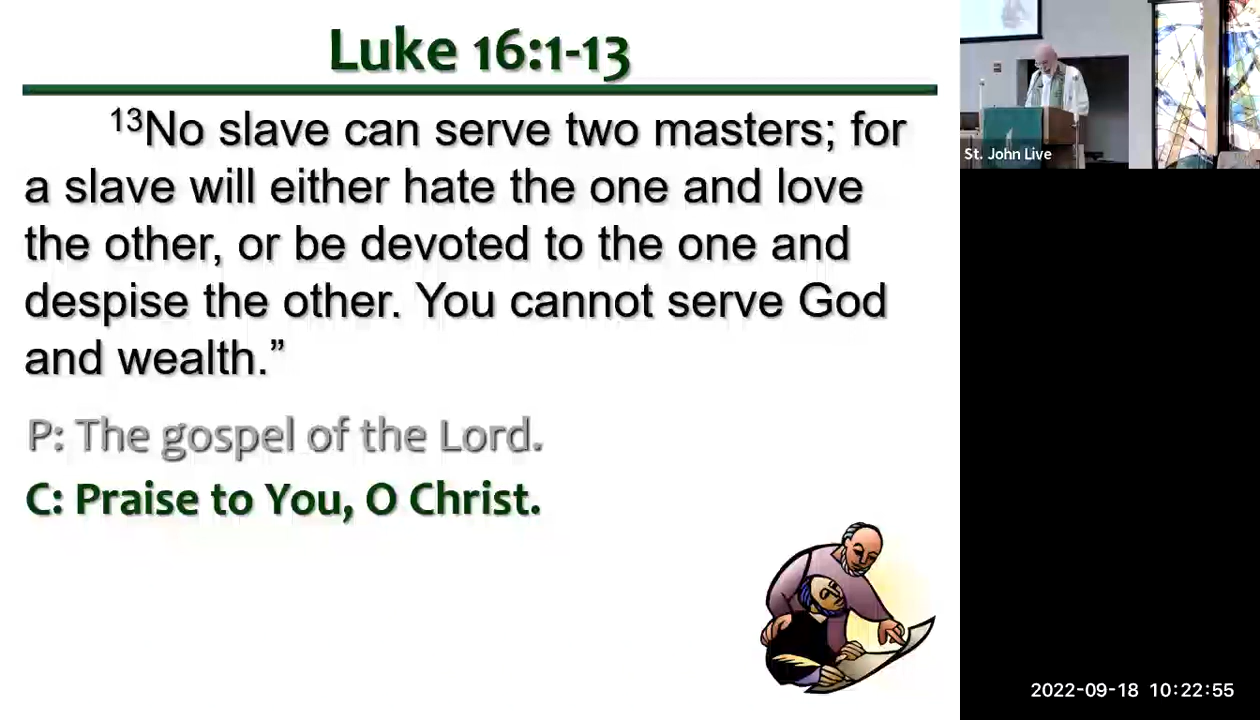 Luke 16:1-13
13No slave can serve two masters; for
a slave will either hate the one and love
the other, or be devoted to the one and
despise the other. You cannot serve God
and wealth.”
P: The gospel of the Lord.
C: Praise to You, O Christ.
St. John Live
2022-09-18 10:22:55